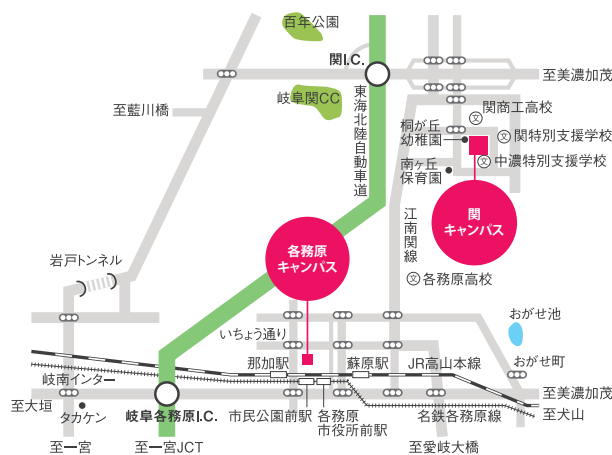 百年公園
関I.C.
至美濃加茂
岐阜関CC
関商工高校
至藍川橋
東海北陸自動車道
桐が丘
幼稚園
文
関特別支援学校
文
中濃特別支援学校
文
南ヶ丘
保育園
関
キャンパス
江南関線
各務原
キャンパス
岩戸トンネル
文
各務原高校
おがせ池
いちょう通り
おがせ町
那加駅
蘇原駅
JR高山本線
岐南インター
至美濃加茂
至大垣
タカケン
岐阜各務原I.C.
市民公園前駅
各務原
市役所前駅
名鉄各務原線
至犬山
至一宮
至一宮JCT
至愛岐大橋